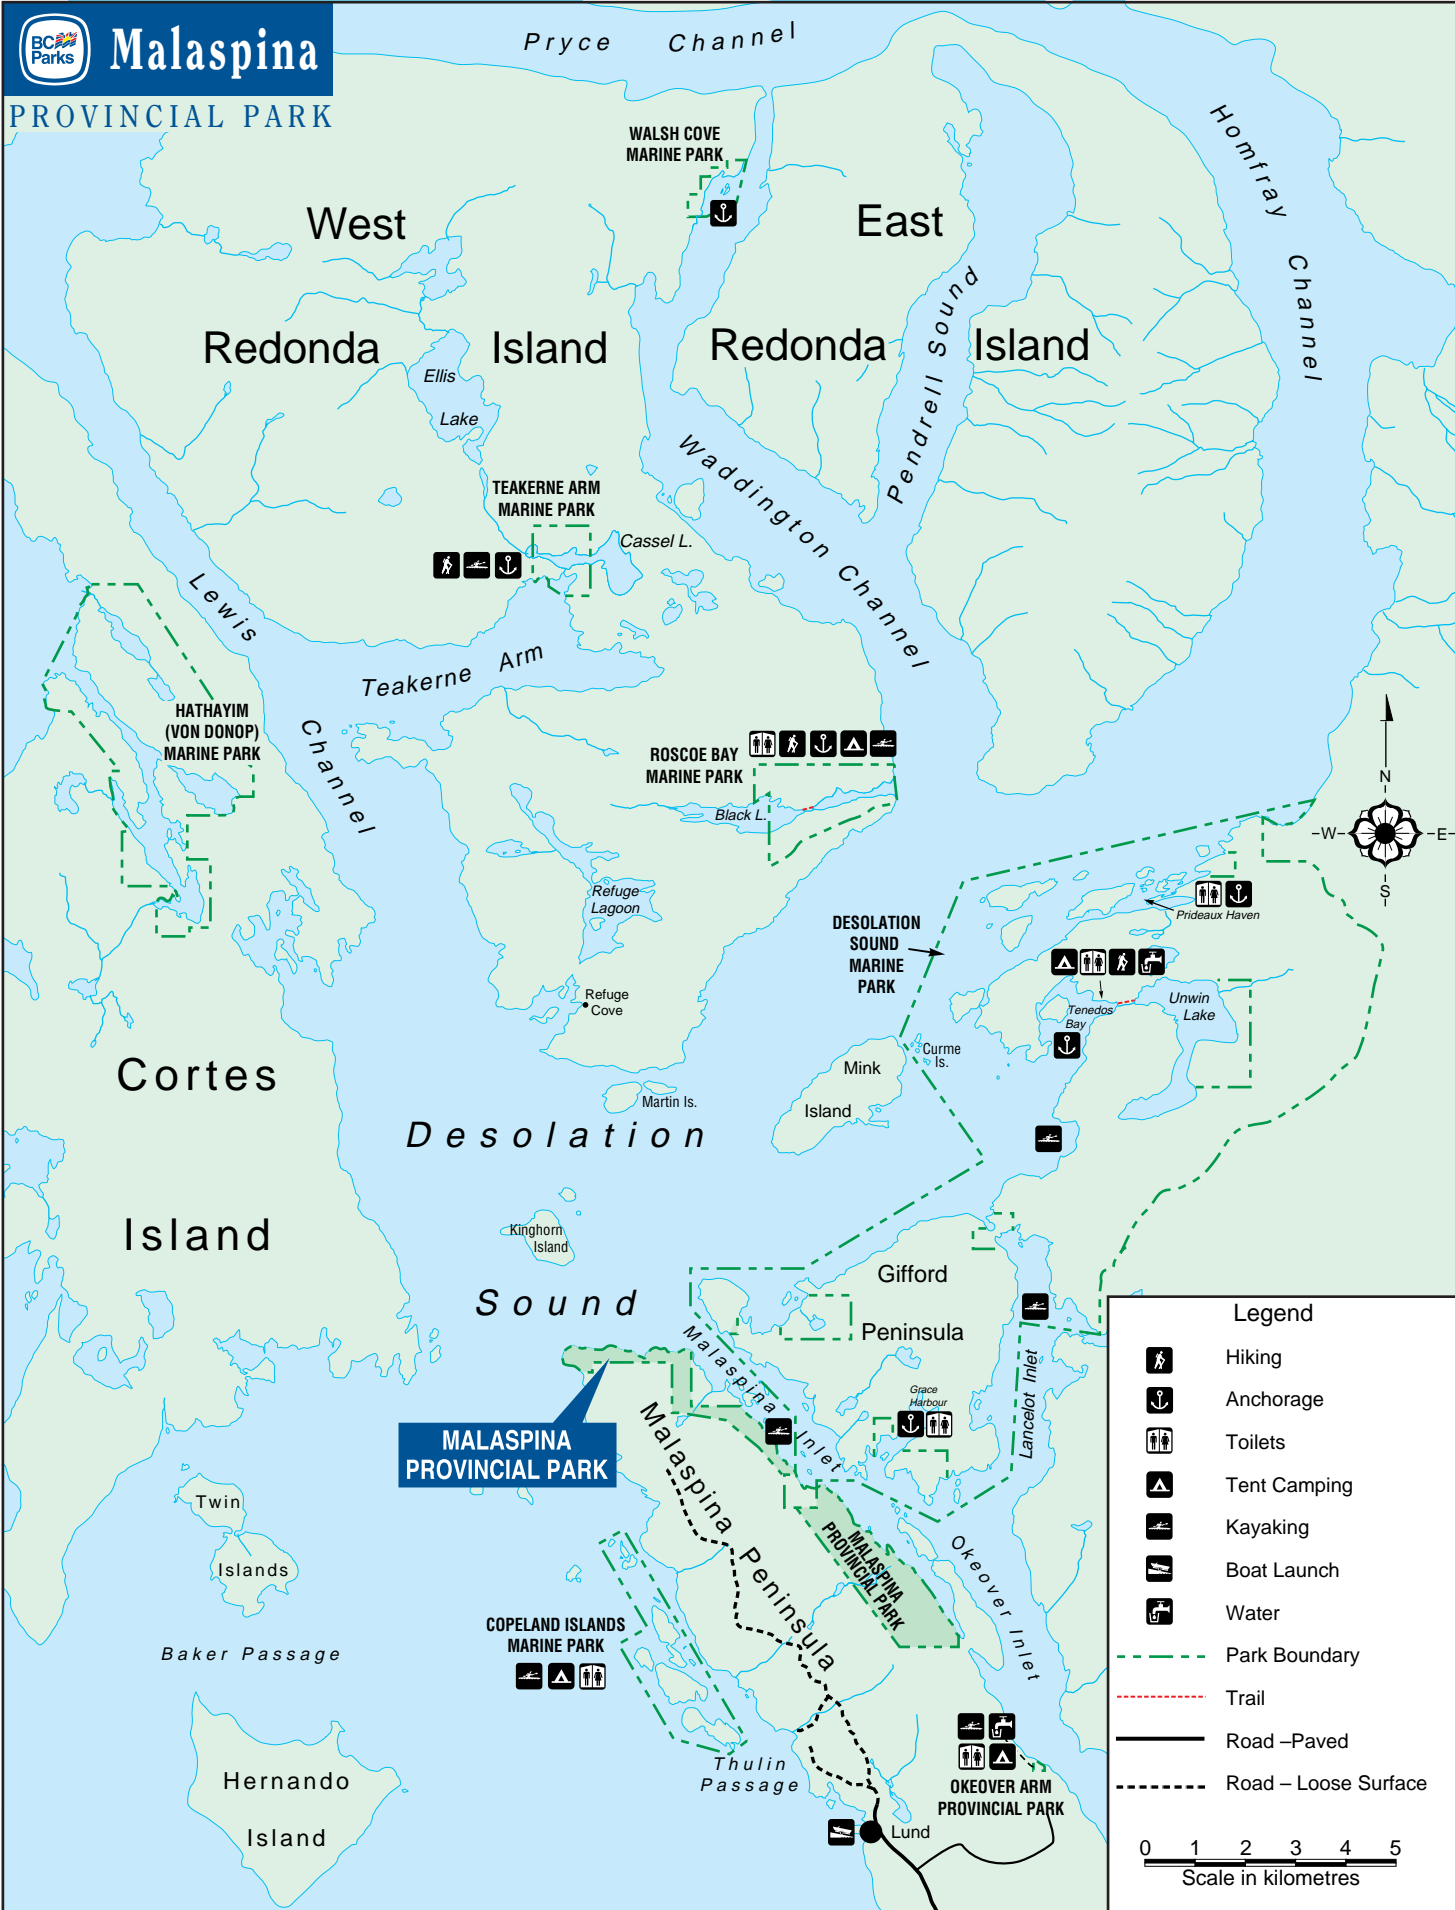 BC
Parks
Malaspina
PROVINCIAL PARK
Pryce Channel
Homfray Channel
WALSH COVE
MARINE PARK
West
Redonda
Island
East
Redonda
Island
Pendrell Sound
Ellis
Lake
Waddington Channel
TEAKERNE ARM
MARINE PARK
Cassel L.
Lewis
Channel
Teakerne Arm
HATHAYIM
(VON DONOP)
MARINE PARK
ROSCOE BAY
MARINE PARK
Black L.
N
W
E
S
Refuge
Lagoon
Refuge
Cove
Prideaux Haven
DESOLATION
SOUND
MARINE
PARK
Tenedos
Bay
Unwin
Lake
Curme
Is.
Mink
Island
Martin Is.
Cortes
Island
Desolation
Sound
Kinghorn
Island
Gifford
Peninsula
Malaspina Inlet
Grace
Harbour
Lancelot Inlet
MALASPINA
PROVINCIAL PARK
Malaspina Peninsula
MALASPINA
PROVINCIAL PARK
Okeover Inlet
Twin
Islands
Baker Passage
COPELAND ISLANDS
MARINE PARK
Hernando
Island
Thulin
Passage
OKEOVER ARM
PROVINCIAL PARK
Lund
Legend
Hiking
Anchorage
Toilets
Tent Camping
Kayaking
Boat Launch
Water
Park Boundary
Trail
Road –Paved
Road – Loose Surface
0 1 2 3 4 5
Scale in kilometres